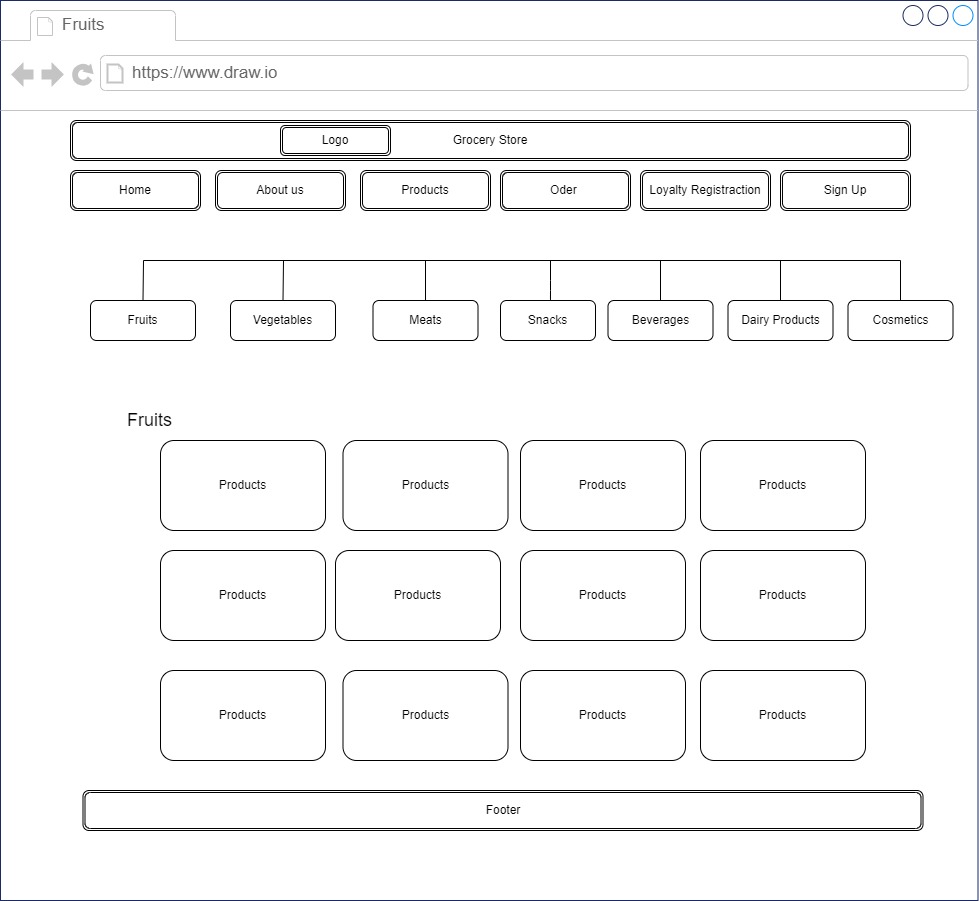 Fruits
https://www.draw.io
Logo
Grocery Store
Home
About us
Products
Oder
Loyalty Registraction
Sign Up
Fruits
Vegetables
Meats
Snacks
Beverages
Dairy Products
Cosmetics
Fruits
Products
Products
Products
Products
Products
Products
Products
Products
Products
Products
Products
Products
Footer